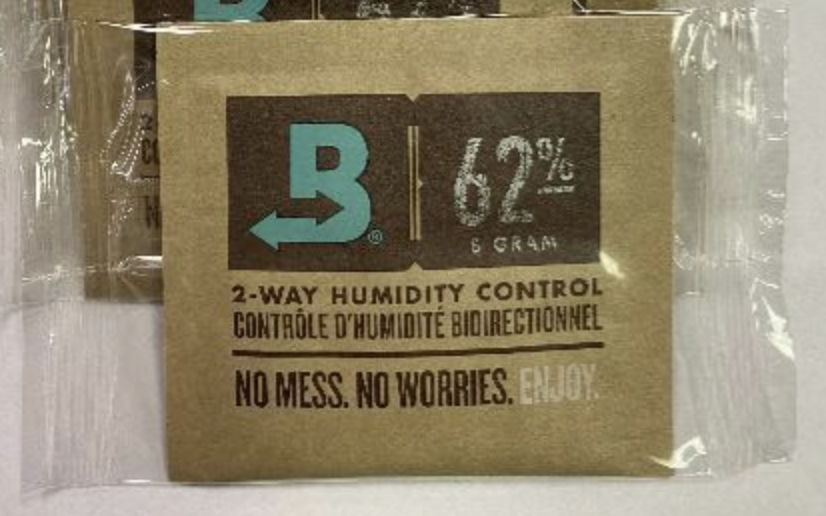 B®
62%
8 GRAM
2-WAY HUMIDITY CONTROL
CONTRÔLE D'HUMIDITÉ BIDIRECTIONNEL
NO MESS. NO WORRIES. ENJOY.